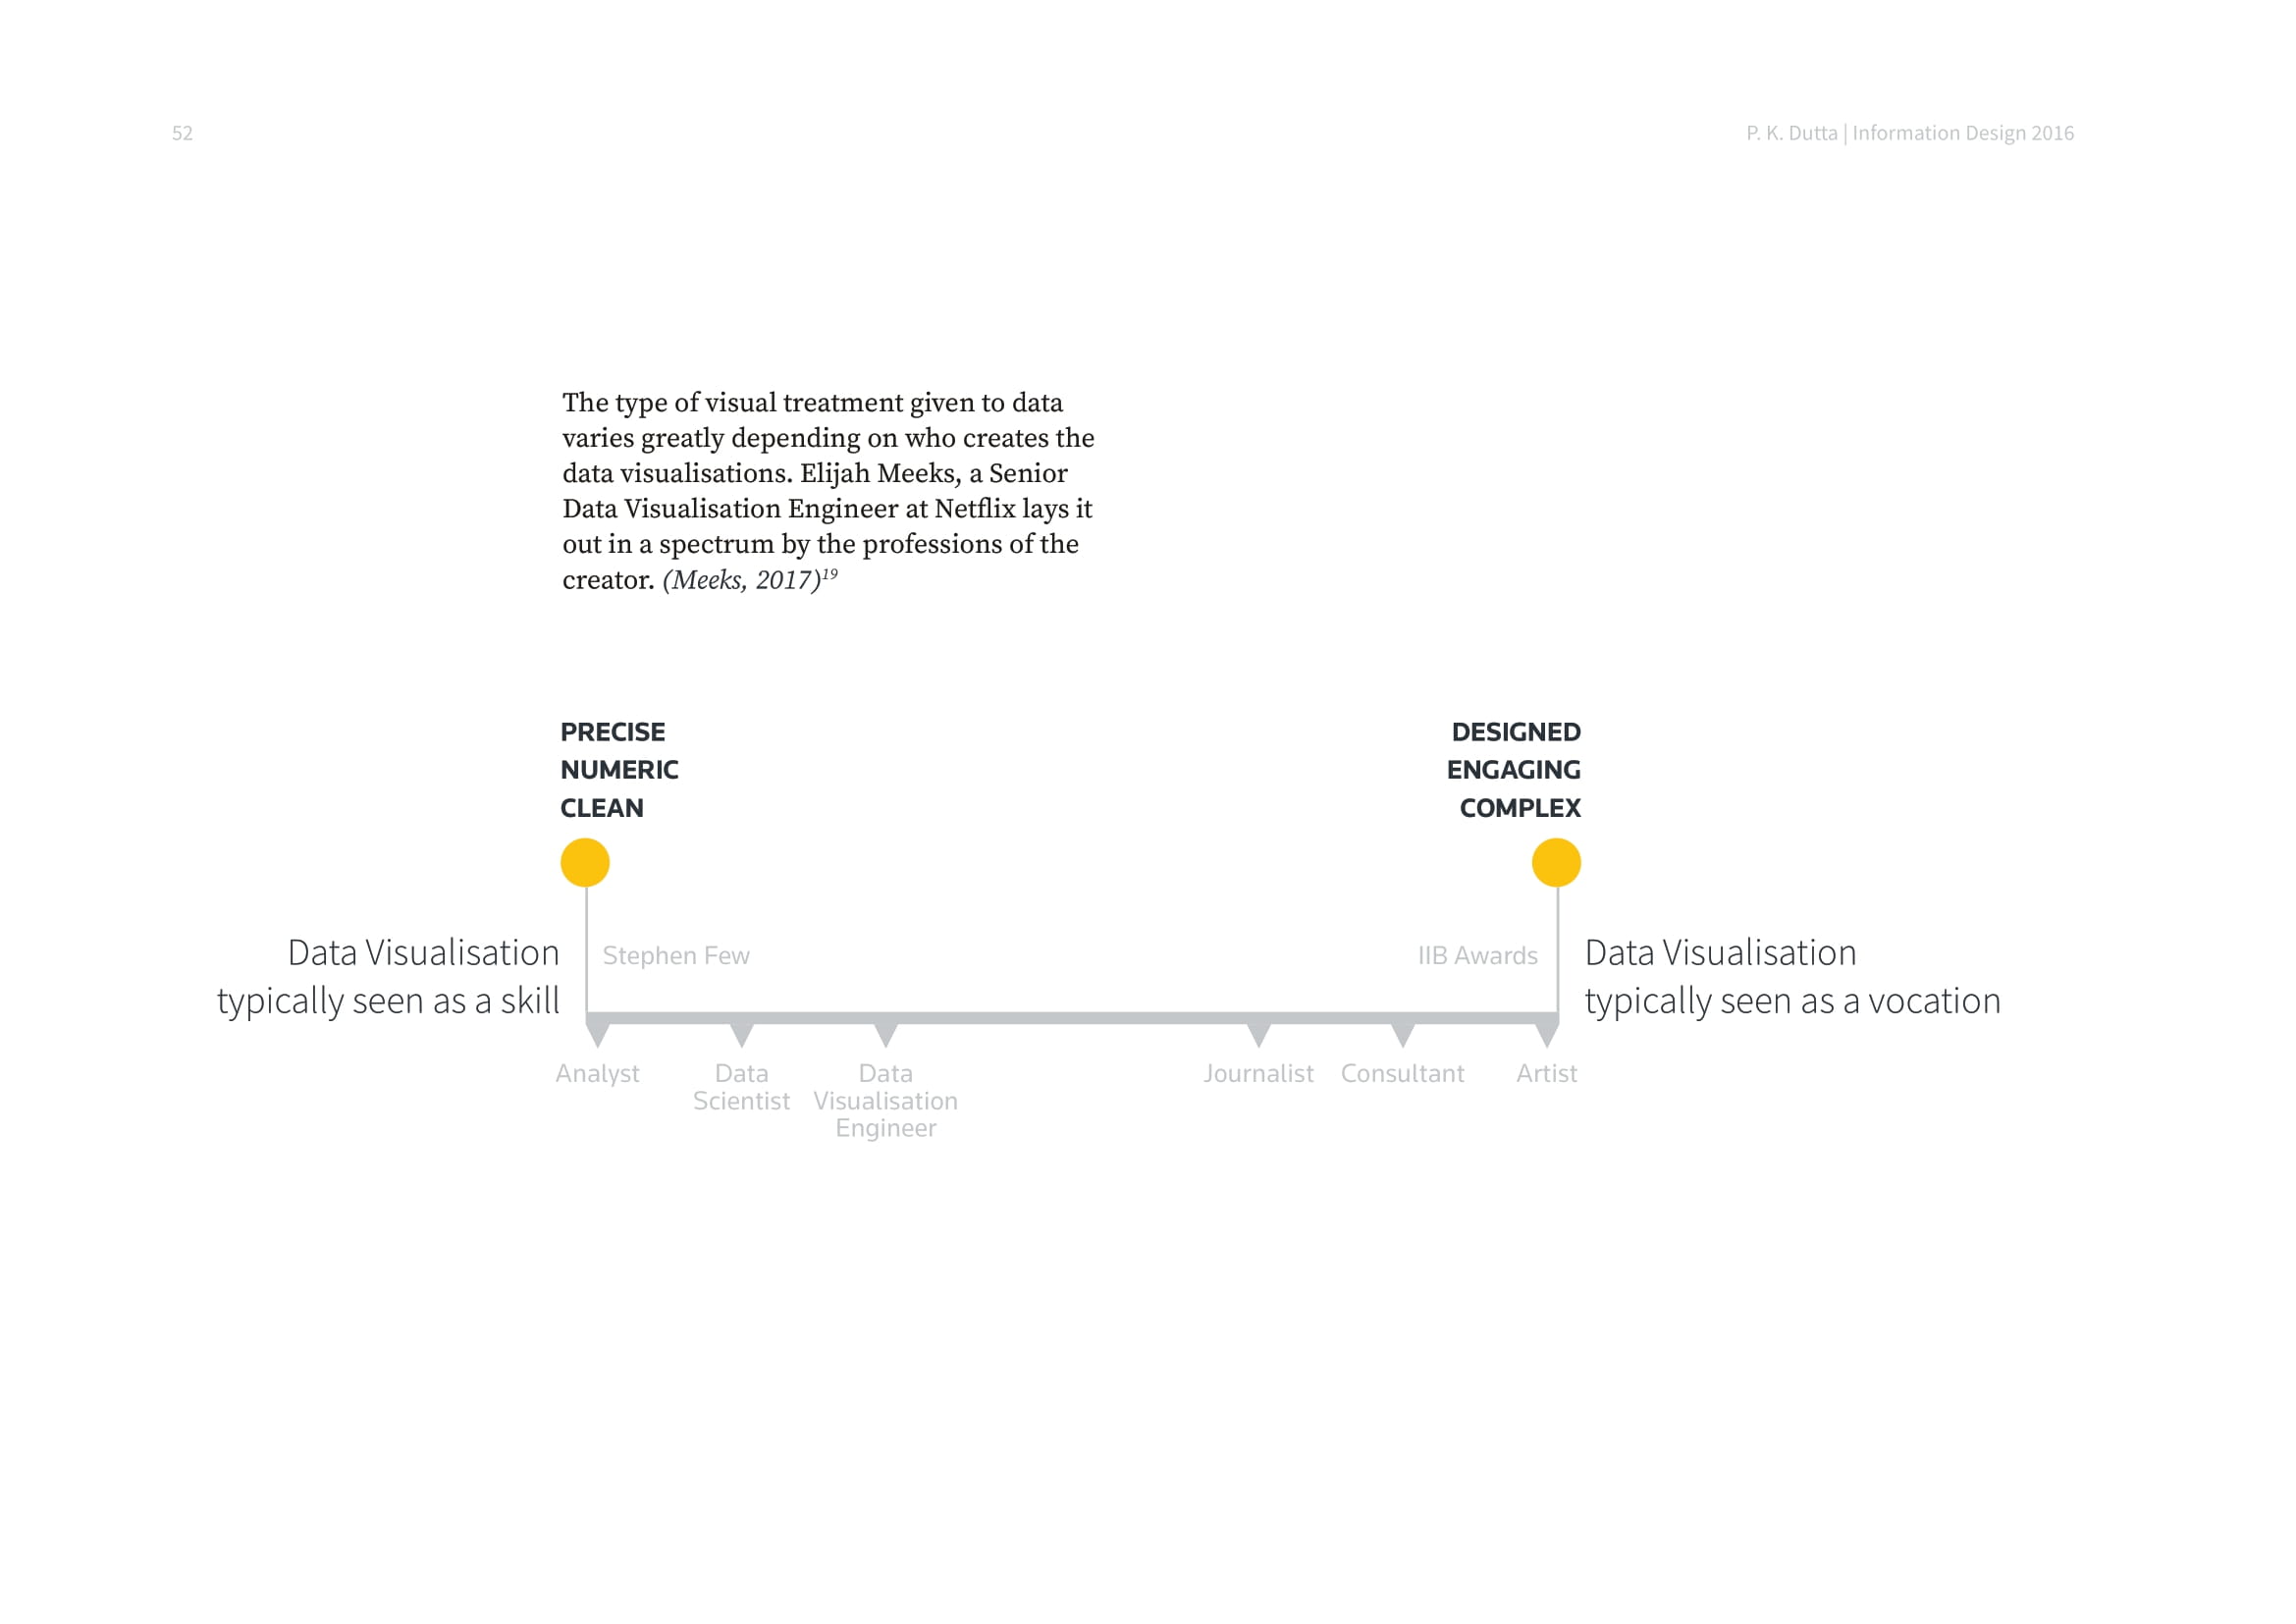 52
P. K. Dutta | Information Design 2016
The type of visual treatment given to data
varies greatly depending on who creates the
data visualisations. Elijah Meeks, a Senior
Data Visualisation Engineer at Netflix lays it
out in a spectrum by the professions of the
creator. (Meeks, 2017)19
PRECISE
NUMERIC
CLEAN
DESIGNED
ENGAGING
COMPLEX
Data Visualisation
typically seen as a skill
Stephen Few
IIB Awards
Data Visualisation
typically seen as a vocation
Analyst
Data
Scientist
Data
Visualisation
Engineer
Journalist
Consultant
Artist